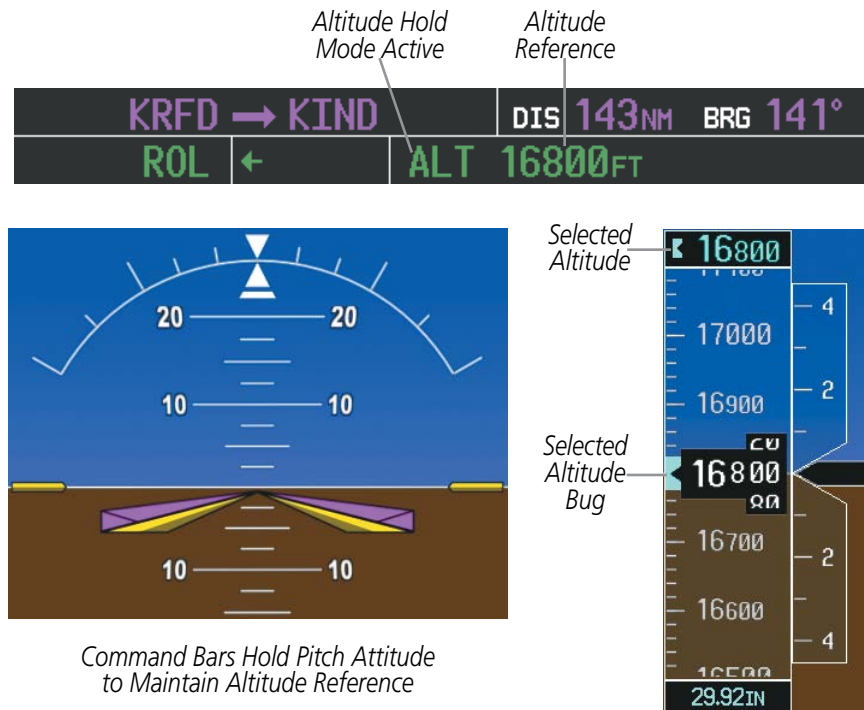 Altitude Hold
Mode Active
Altitude
Reference
KRFD → KIND DIS 143NM BRG 141°
ROL ← ALT 16800FT
20 20
10 10
10 10
Command Bars Hold Pitch Attitude
to Maintain Altitude Reference
Selected
Altitude
16800
17000
16900
Selected
Altitude
Bug
16800
80
16700
16600
29.92IN
4
2
2
4